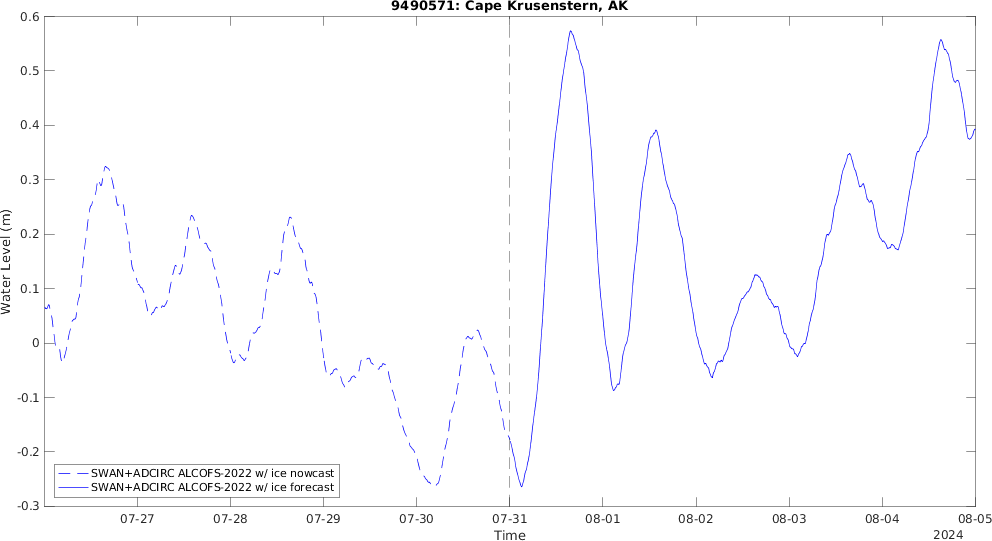 9490571: Cape Krusenstern, AK
0.6
0.5
0.4
0.3
0.2
0.1
0
-0.1
-0.2
-0.3
Water Level (m)
SWAN+ADCIRC ALCOFS-2022 w/ ice nowcast
SWAN+ADCIRC ALCOFS-2022 w/ ice forecast
07-27 07-28 07-29 07-30 07-31 08-01 08-02 08-03 08-04 08-05
Time
2024